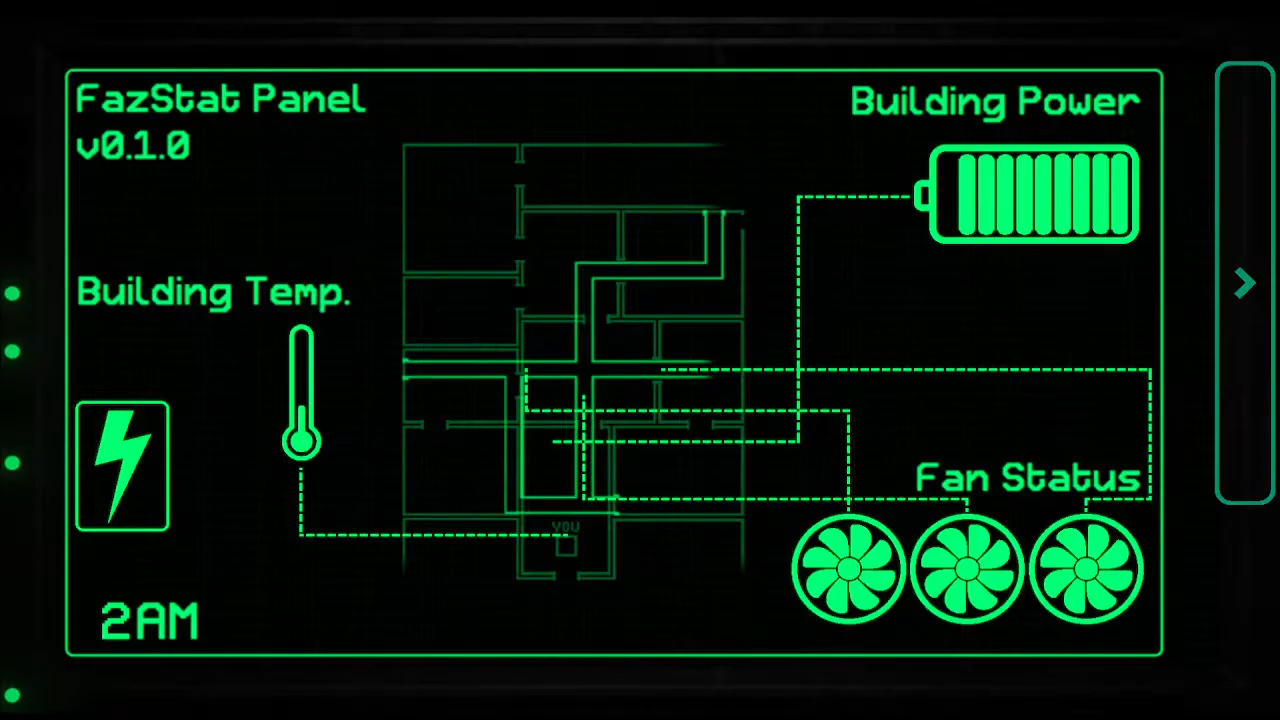 FazStat Panel
v0.1.0
Building Power
Building Temp.
Fan Status
YOU
2AM